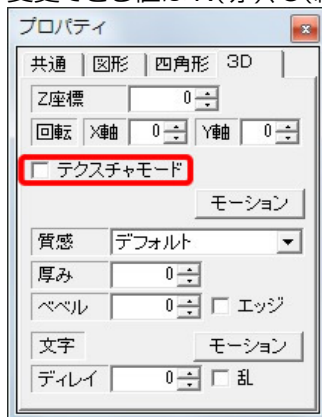 プロパティ
共通 図形 四角形 3D
Z座標 0
回転 X軸 0 Y軸 0
テクスチャモード
モーション
質感 デフォルト
厚み 0
ベベル 0 エッジ
文字 モーション
ディレイ 0 乱